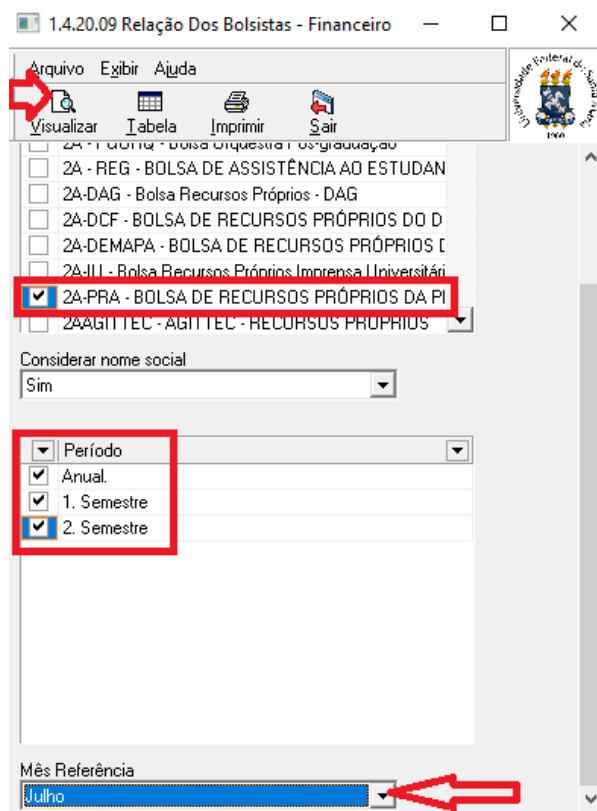 1.4.20.09 Relação Dos Bolsistas - Financeiro
Arquivo Exibir Ajuda
Visualizar Tabela Imprimir Sair
2A - REG - BOLSA DE ASSISTÊNCIA AO ESTUDAN
2A-DAG - Bolsa Recursos Próprios - DAG
2A-DCF - BOLSA DE RECURSOS PRÓPRIOS DO D
2A-DEMAPA - BOLSA DE RECURSOS PRÓPRIOS D
2A-IU - Bolsa Recursos Próprios Imprensa Universitári
2A-PRA - BOLSA DE RECURSOS PRÓPRIOS DA PI
2AAGITTEC - AGITTEC - RECURSOS PRÓPRIOS
Considerar nome social
Sim
Período
Anual.
1. Semestre
2. Semestre
Mês Referência
Julho